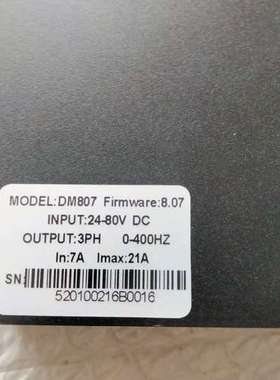 MODEL:DM807 Firmware:8.07
INPUT:24-80V DC
OUTPUT:3PH 0-400HZ
In:7A Imax:21A
SN:
520100216B0016